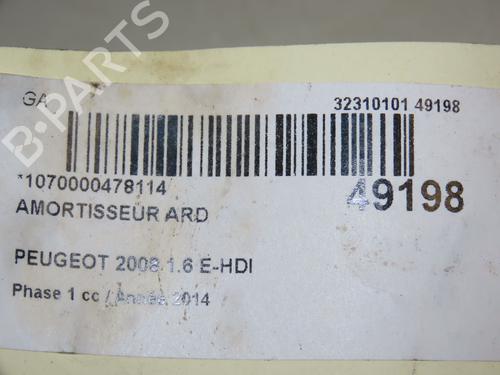 GA
32310101 49198
*1070000478114
49198
AMORTISSEUR ARD
PEUGEOT 2008 1.6 E-HDI
Phase 1 cc / Année 2014
B-PARTS